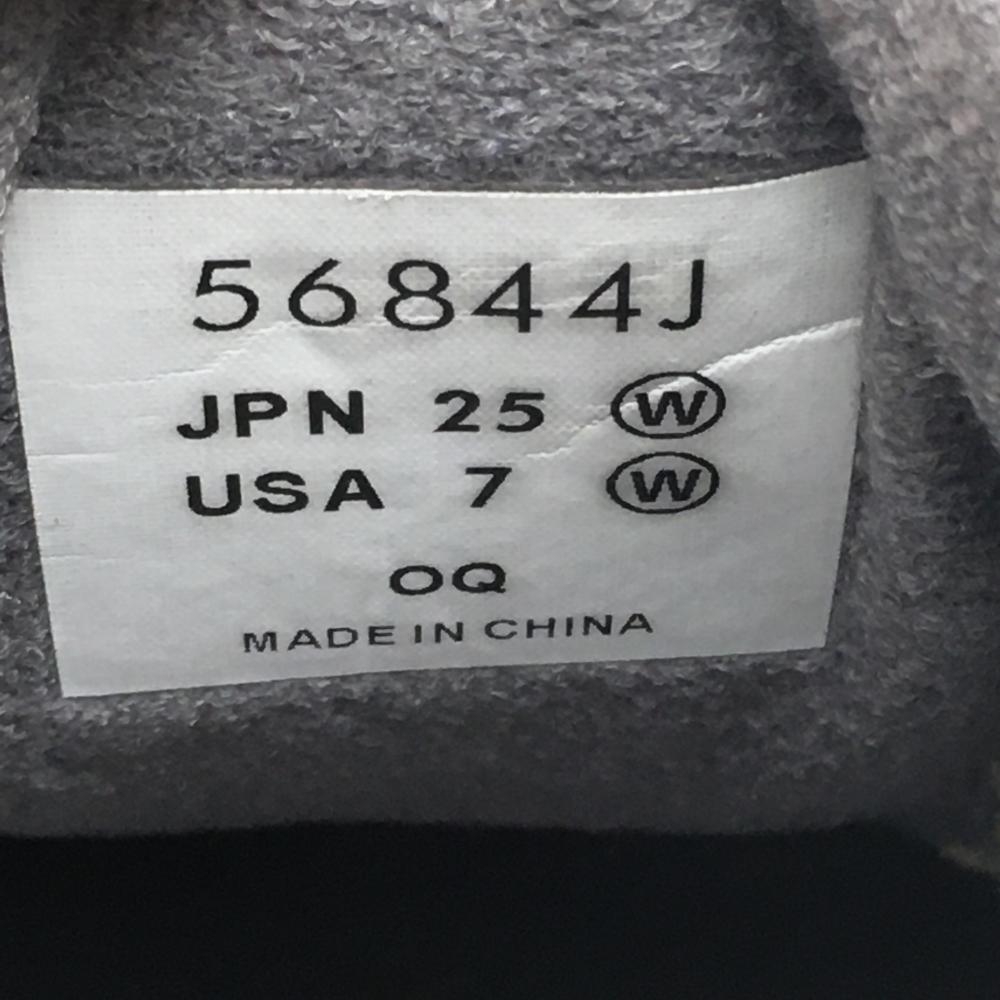 56844J
JPN 25 Ⓦ
USA 7 Ⓦ
OQ
MADE IN CHINA